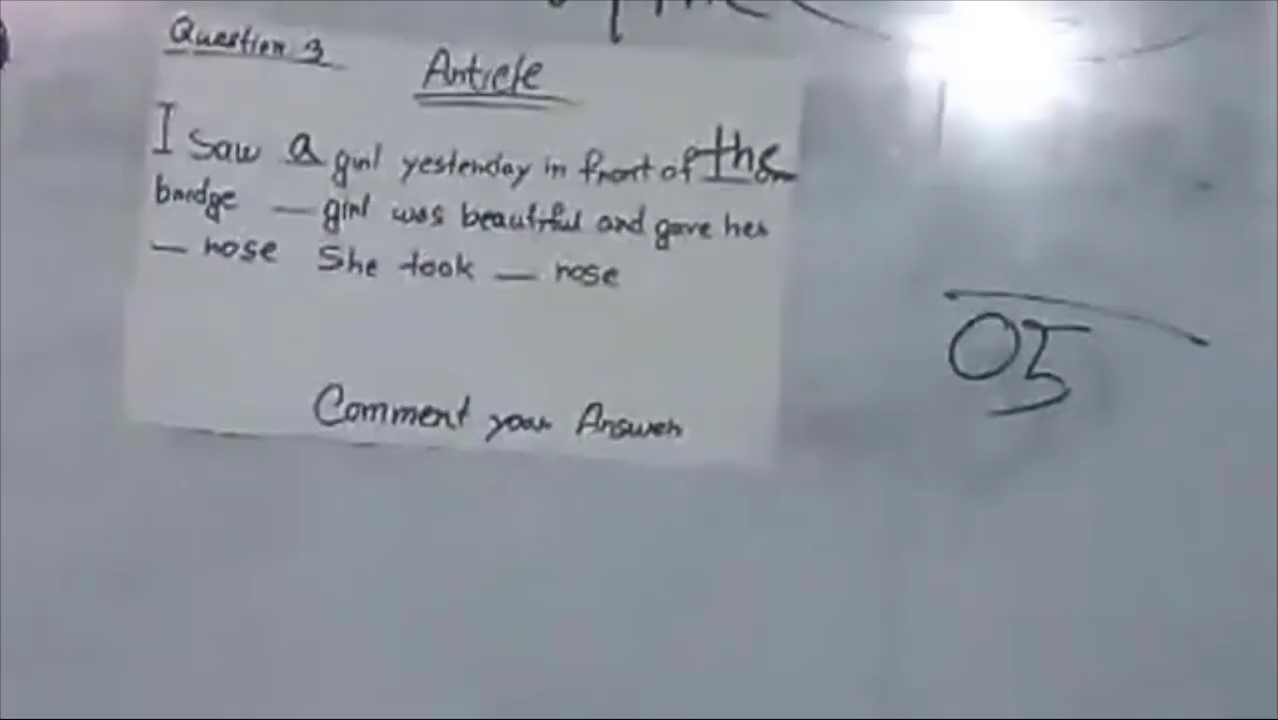 Question 3
Article
I saw a girl yesterday in front of the
bridge — girl was beautiful and gave her
— rose She took — rose
Comment your Answer
05